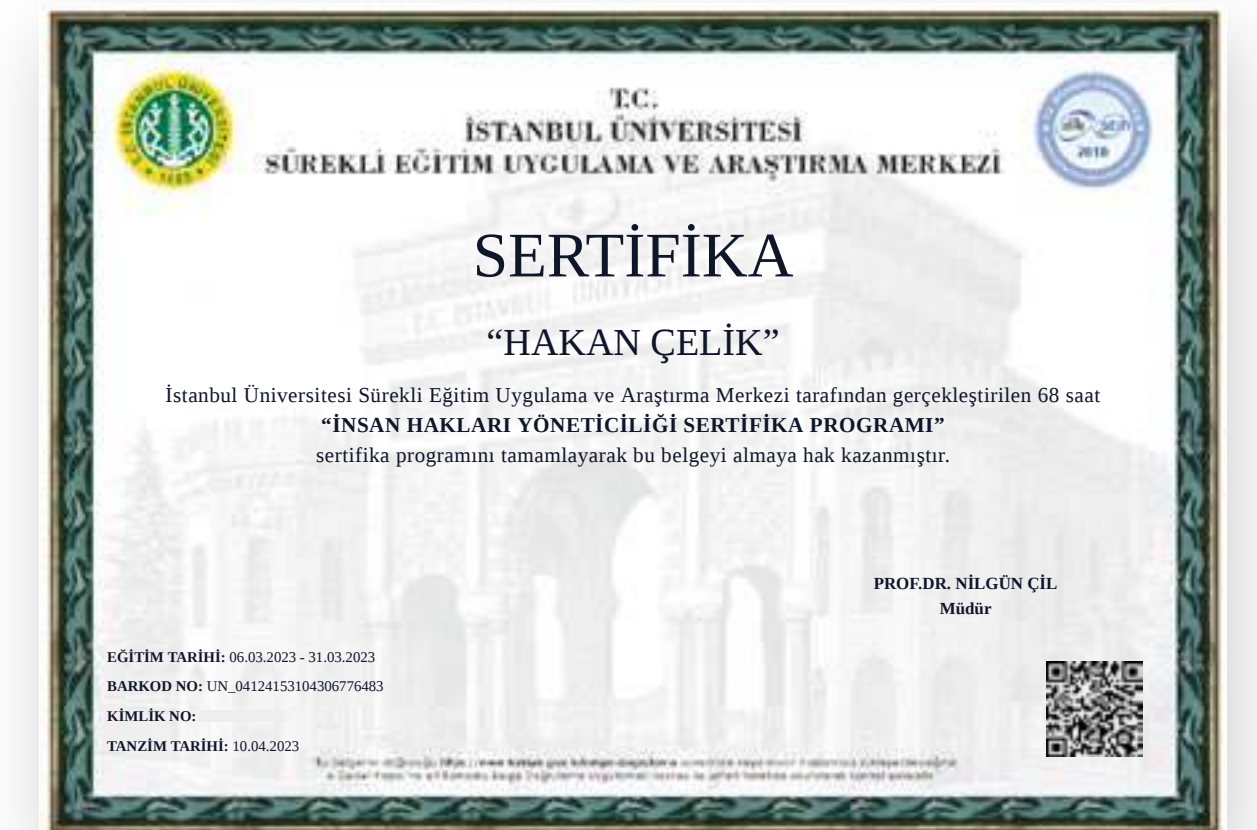 T.C.
İSTANBUL ÜNİVERSİTESİ
SÜREKLİ EĞİTİM UYGULAMA VE ARAŞTIRMA MERKEZİ
SERTİFİKA
“HAKAN ÇELİK”
İstanbul Üniversitesi Sürekli Eğitim Uygulama ve Araştırma Merkezi tarafından gerçekleştirilen 68 saat
“İNSAN HAKLARI YÖNETİCİLİĞİ SERTİFİKA PROGRAMI”
sertifika programını tamamlayarak bu belgeyi almaya hak kazanmıştır.
PROF.DR. NİLGÜN ÇİL
Müdür
EĞİTİM TARİHİ: 06.03.2023 - 31.03.2023
BARKOD NO: UN_04124153104306776483
KİMLİK NO:
TANZİM TARİHİ: 10.04.2023